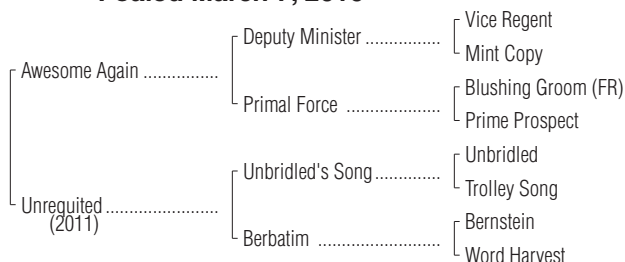 Vice Regent
Deputy Minister ................
Mint Copy
Awesome Again ................
Blushing Groom (FR)
Primal Force ....................
Prime Prospect
Unbridled
Unbridled's Song..............
Trolley Song
Unrequited ........................
(2011)
Bernstein
Berbatim ..........................
Word Harvest